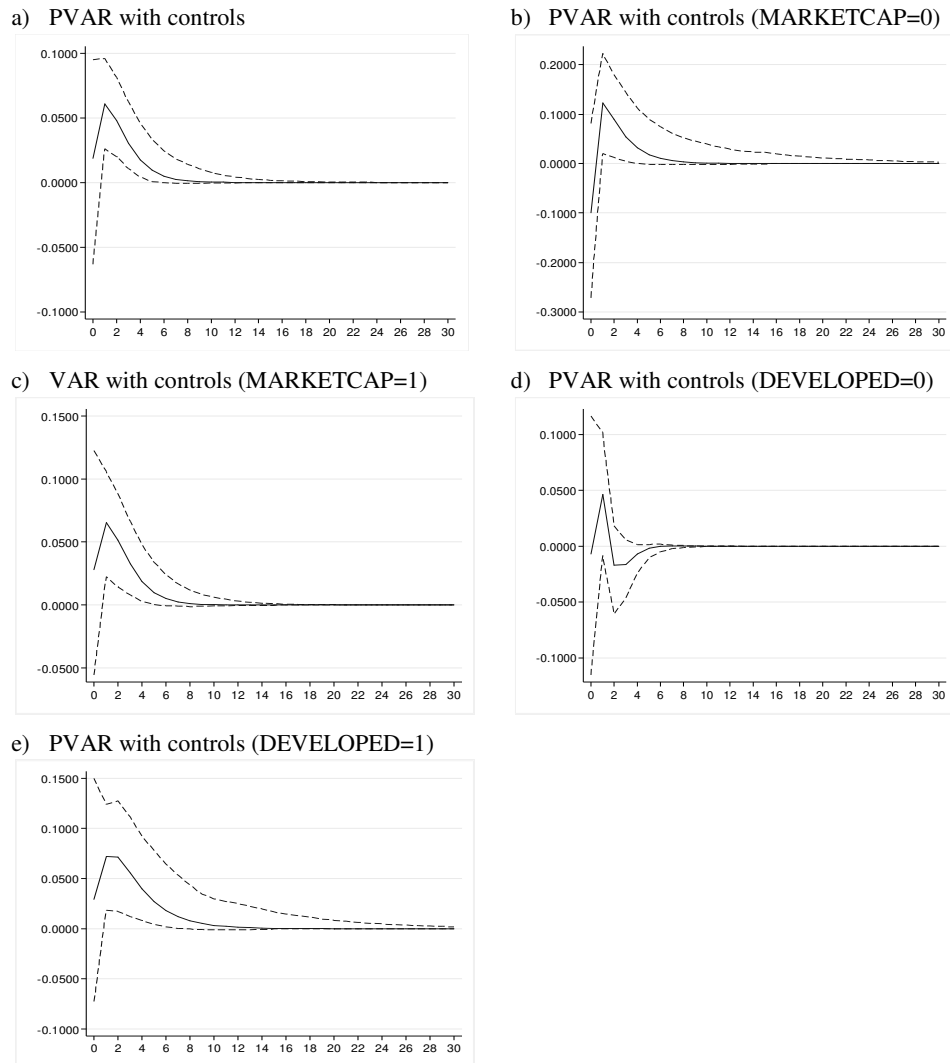 a) PVAR with controls
0.1000
0.0500
0.0000
-0.0500
-0.1000
0 2 4 6 8 10 12 14 16 18 20 22 24 26 28 30
b) PVAR with controls (MARKETCAP=0)
0.2000
0.1000
0.0000
-0.1000
-0.2000
-0.3000
0 2 4 6 8 10 12 14 16 18 20 22 24 26 28 30
c) VAR with controls (MARKETCAP=1)
0.1500
0.1000
0.0500
0.0000
-0.0500
0 2 4 6 8 10 12 14 16 18 20 22 24 26 28 30
d) PVAR with controls (DEVELOPED=0)
0.1000
0.0500
0.0000
-0.0500
-0.1000
0 2 4 6 8 10 12 14 16 18 20 22 24 26 28 30
e) PVAR with controls (DEVELOPED=1)
0.1500
0.1000
0.0500
0.0000
-0.0500
-0.1000
0 2 4 6 8 10 12 14 16 18 20 22 24 26 28 30